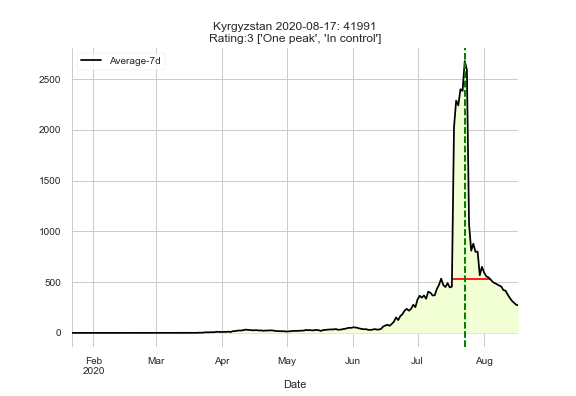 Kyrgyzstan 2020-08-17: 41991
Rating:3 ['One peak', 'In control']
Average-7d
2500
2000
1500
1000
500
0
Feb Mar Apr May Jun Jul Aug
2020
Date